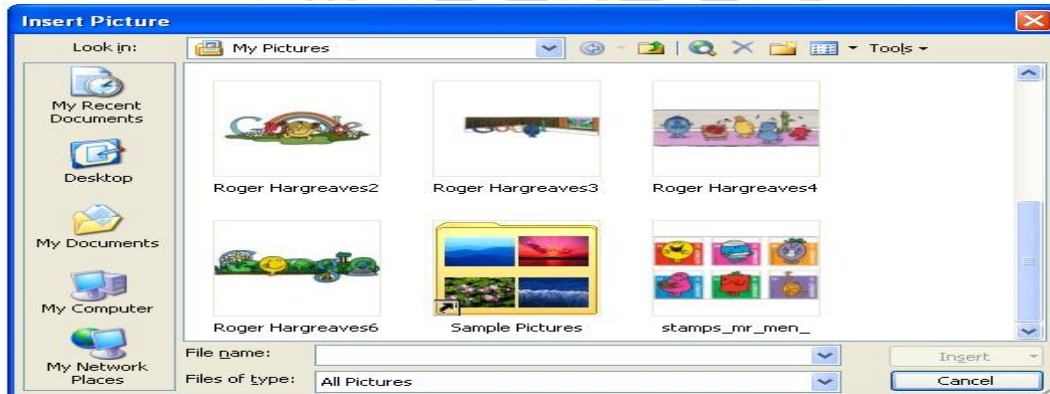 Insert Picture
Look in:
My Pictures
Tools
My Recent
Documents
Desktop
My Documents
My Computer
My Network
Places
Roger Hargreaves2
Roger Hargreaves3
Roger Hargreaves4
Roger Hargreaves6
Sample Pictures
stamps_mr_men_
File name:
Insert
Files of type:
All Pictures
Cancel